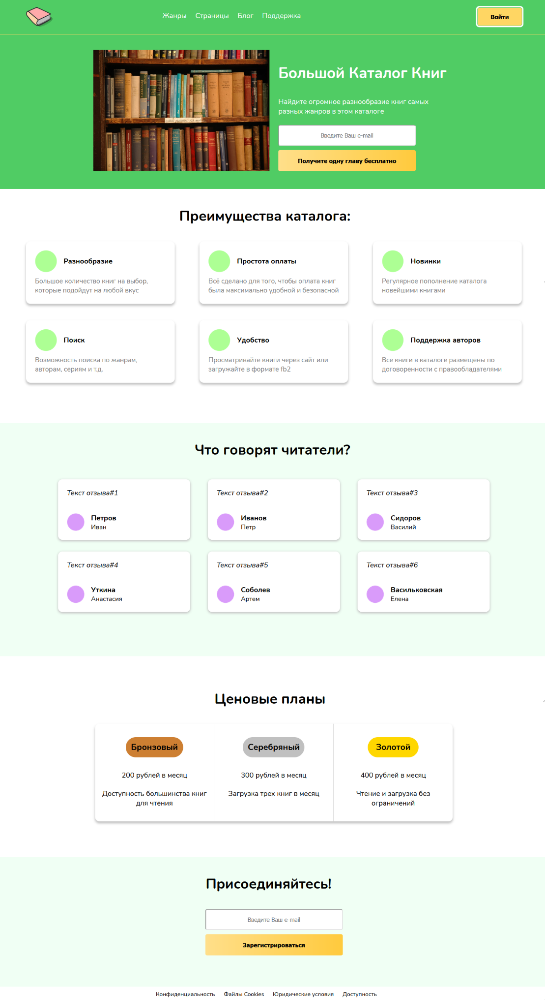 Жанры Страницы Блог Поддержка
Войти
Большой Каталог Книг
Найдите огромное разнообразие книг самых
разных жанров в этом каталоге
Введите Ваш e-mail
Получите одну главу бесплатно
Преимущества каталога:
Разнообразие
Большое количество книг на выбор,
которые подойдут на любой вкус
Простота оплаты
Всё сделано для того, чтобы оплата книг
была максимально удобной и безопасной
Новинки
Регулярное пополнение каталога
новейшими книгами
Поиск
Возможность поиска по жанрам,
авторам, сериям и т.д.
Удобство
Просматривайте книги через сайт или
загружайте в формате fb2
Поддержка авторов
Все книги в каталоге размещены по
договоренности с правообладателями
Что говорят читатели?
Текст отзыва#1
Петров
Иван
Текст отзыва#2
Иванов
Петр
Текст отзыва#3
Сидоров
Василий
Текст отзыва#4
Уткина
Анастасия
Текст отзыва#5
Соболев
Артем
Текст отзыва#6
Васильковская
Елена
Ценовые планы
Бронзовый
200 рублей в месяц
Доступность большинства книг
для чтения
Серебряный
300 рублей в месяц
Загрузка трех книг в месяц
Золотой
400 рублей в месяц
Чтение и загрузка без
ограничений
Присоединяйтесь!
Введите Ваш e-mail
Зарегистрироваться
Конфиденциальность Файлы Cookies Юридические условия Доступность